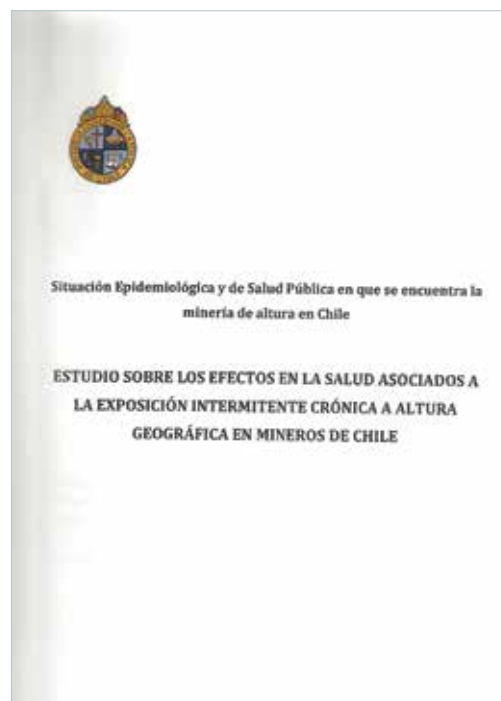 Situación Epidemiológica y de Salud Pública en que se encuentra la
minería de altura en Chile
ESTUDIO SOBRE LOS EFECTOS EN LA SALUD ASOCIADOS A
LA EXPOSICIÓN INTERMITENTE CRÓNICA A ALTURA
GEOGRÁFICA EN MINEROS DE CHILE